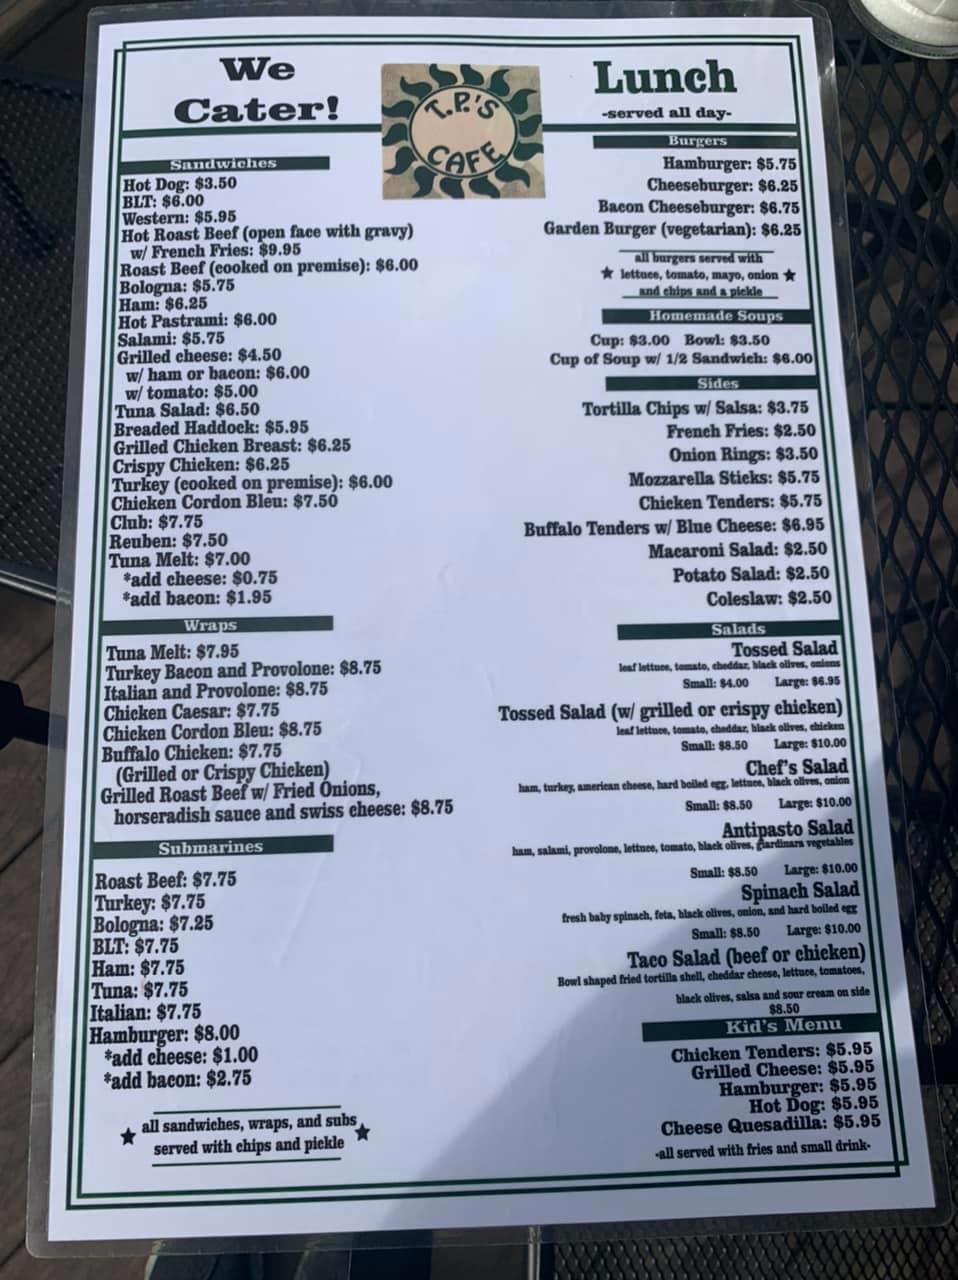 We
Cater!
T.P.'S
CAFE
Lunch
-served all day-
Sandwiches
Hot Dog: $3.50
BLT: $6.00
Western: $5.95
Hot Roast Beef (open face with gravy)
w/ French Fries: $9.95
Roast Beef (cooked on premise): $6.00
Bologna: $5.75
Ham: $6.25
Hot Pastrami: $6.00
Salami: $5.75
Grilled cheese: $4.50
w/ ham or bacon: $6.00
w/ tomato: $5.00
Tuna Salad: $6.50
Breaded Haddock: $5.95
Grilled Chicken Breast: $6.25
Crispy Chicken: $6.25
Turkey (cooked on premise): $6.00
Chicken Cordon Bleu: $7.50
Club: $7.75
Reuben: $7.50
Tuna Melt: $7.00
*add cheese: $0.75
*add bacon: $1.95
Wraps
Tuna Melt: $7.95
Turkey Bacon and Provolone: $8.75
Italian and Provolone: $8.75
Chicken Caesar: $7.75
Chicken Cordon Bleu: $8.75
Buffalo Chicken: $7.75
(Grilled or Crispy Chicken)
Grilled Roast Beef w/ Fried Onions,
horseradish sauce and swiss cheese: $8.75
Submarines
Roast Beef: $7.75
Turkey: $7.75
Bologna: $7.25
BLT: $7.75
Ham: $7.75
Tuna: $7.75
Italian: $7.75
Hamburger: $8.00
*add cheese: $1.00
*add bacon: $2.75
all sandwiches, wraps, and subs
served with chips and pickle
Burgers
Hamburger: $5.75
Cheeseburger: $6.25
Bacon Cheeseburger: $6.75
Garden Burger (vegetarian): $6.25
all burgers served with
lettuce, tomato, mayo, onion
and chips and a pickle
Homemade Soups
Cup: $3.00 Bowl: $3.50
Cup of Soup w/ 1/2 Sandwich: $6.00
Sides
Tortilla Chips w/ Salsa: $3.75
French Fries: $2.50
Onion Rings: $3.50
Mozzarella Sticks: $5.75
Chicken Tenders: $5.75
Buffalo Tenders w/ Blue Cheese: $6.95
Macaroni Salad: $2.50
Potato Salad: $2.50
Coleslaw: $2.50
Salads
Tossed Salad
leaf lettuce, tomato, cheddar, black olives, onions
Small: $4.00 Large: $6.95
Tossed Salad (w/ grilled or crispy chicken)
leaf lettuce, tomato, cheddar, black olives, chicken
Small: $8.50 Large: $10.00
Chef's Salad
ham, turkey, american cheese, hard boiled egg, lettuce, black olives, onion
Small: $8.50 Large: $10.00
Antipasto Salad
ham, salami, provolone, lettuce, tomato, black olives, giardinara vegetables
Small: $8.50 Large: $10.00
Spinach Salad
fresh baby spinach, feta, black olives, onion, and hard boiled egg
Small: $8.50 Large: $10.00
Taco Salad (beef or chicken)
Bowl shaped fried tortilla shell, cheddar cheese, lettuce, tomatoes,
black olives, salsa and sour cream on side
$8.50
Kid's Menu
Chicken Tenders: $5.95
Grilled Cheese: $5.95
Hamburger: $5.95
Hot Dog: $5.95
Cheese Quesadilla: $5.95
-all served with fries and small drink-